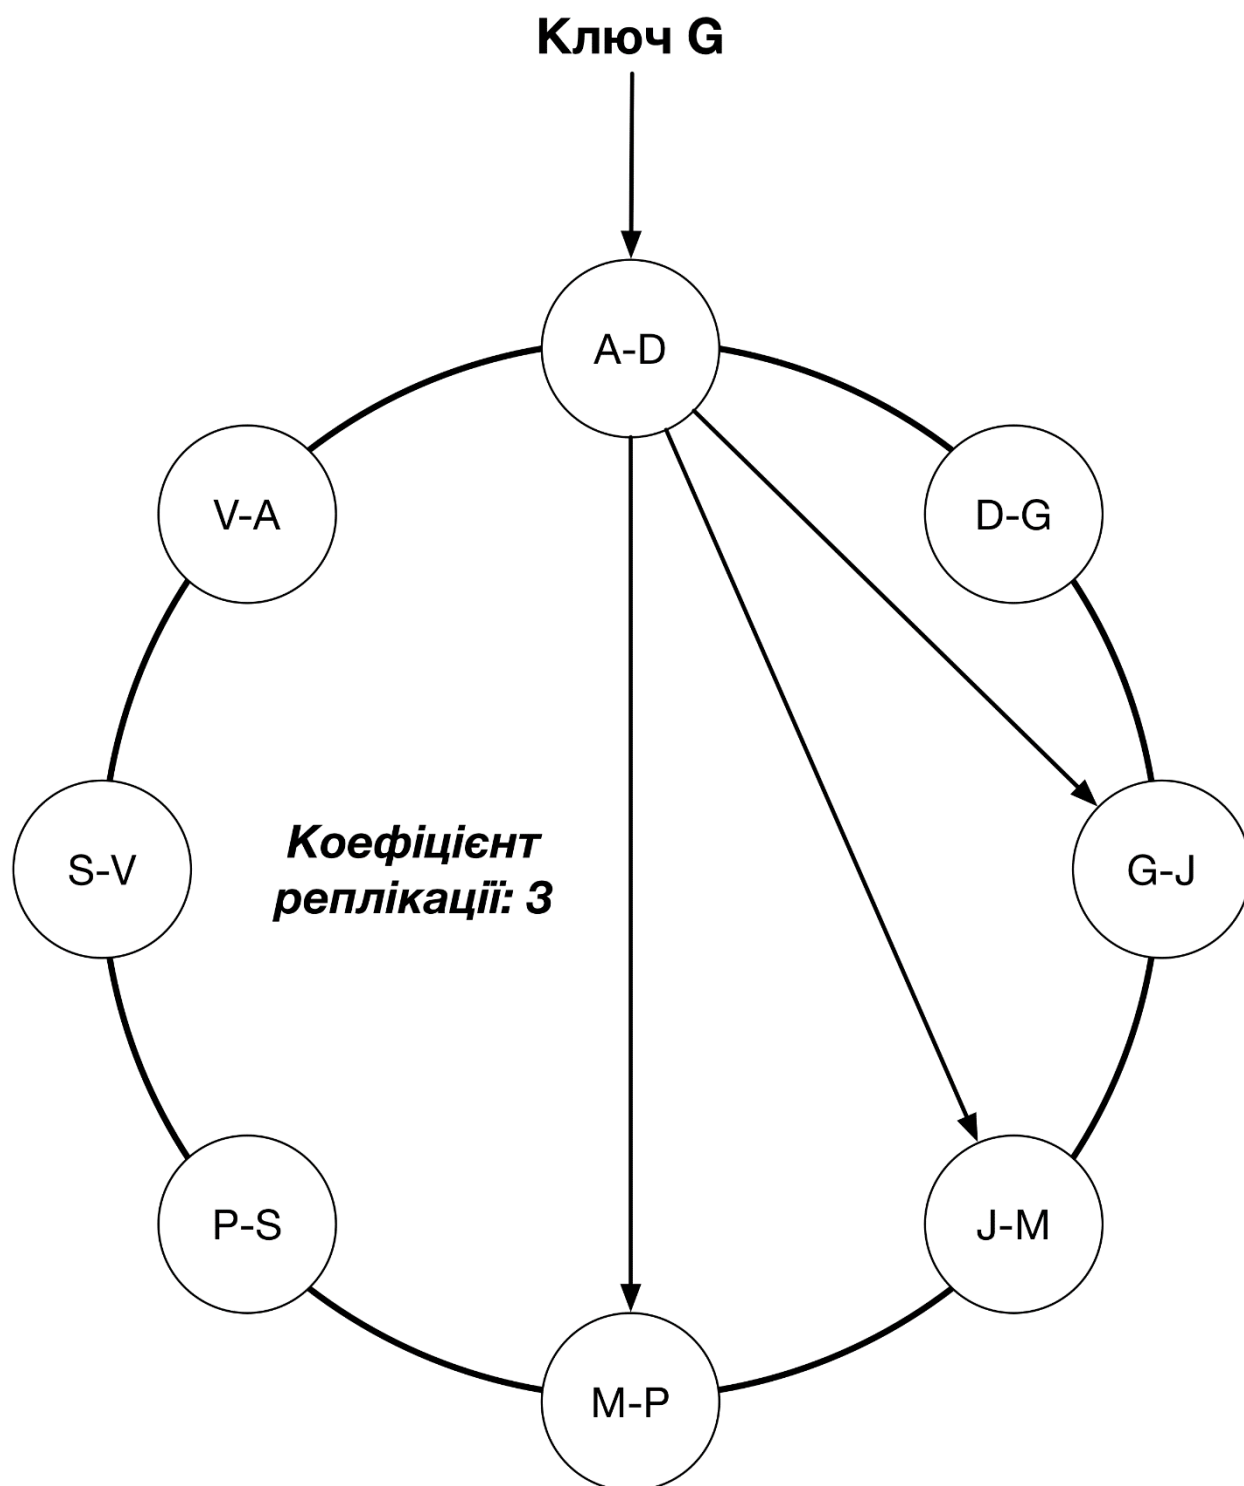 Ключ G
A-D
V-A
D-G
S-V
Коефіцієнт
реплікації: 3
G-J
P-S
J-M
M-P